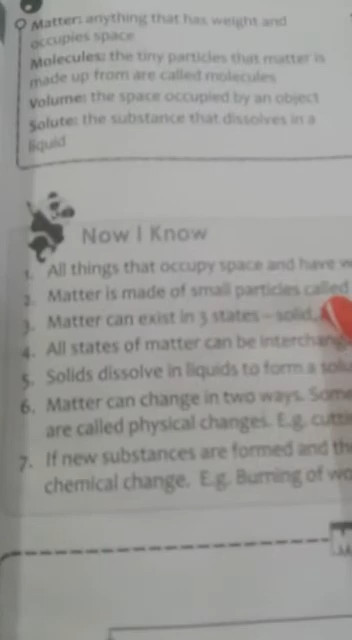 Matter: anything that has weight and
occupies space
Molecules: the tiny particles that matter is
made up from are called molecules
Volume: the space occupied by an object
Solute: the substance that dissolves in a
liquid
Now I Know
1. All things that occupy space and have
2. Matter is made of small particles called
3. Matter can exist in 3 states - solid,
4. All states of matter can be
5. Solids dissolve in liquids to form a
6. Matter can change in two ways. Some
are called physical changes. E.g.
7. If new substances are formed and
chemical change. E.g. Burning of